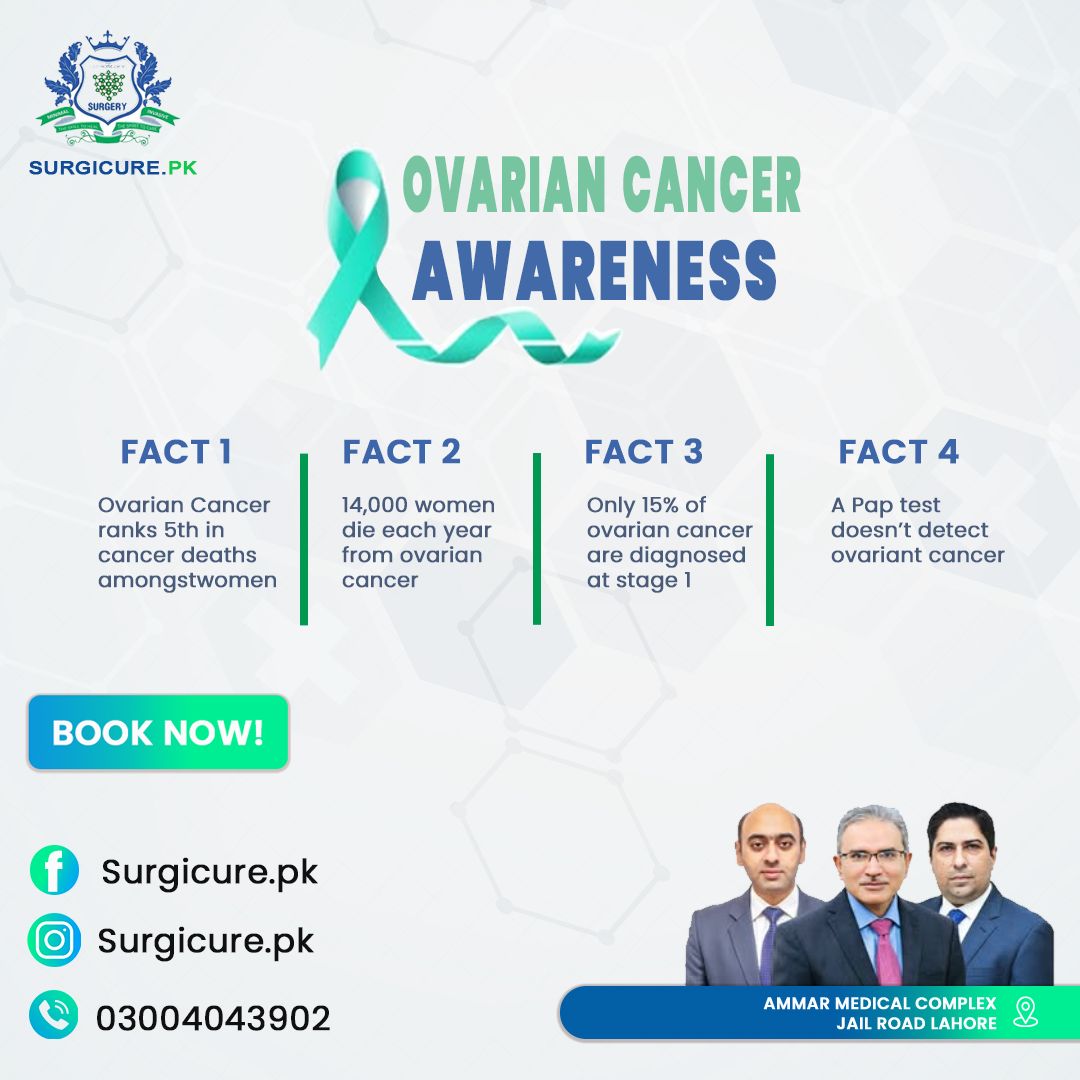 SURGERY
MINIMAL INVASIVE
SURGICURE.PK
OVARIAN CANCER
AWARENESS
FACT 1
Ovarian Cancer
ranks 5th in
cancer deaths
amongstwomen
FACT 2
14,000 women
die each year
from ovarian
cancer
FACT 3
Only 15% of
ovarian cancer
are diagnosed
at stage 1
FACT 4
A Pap test
doesn’t detect
ovariant cancer
BOOK NOW!
Surgicure.pk
Surgicure.pk
03004043902
AMMAR MEDICAL COMPLEX
JAIL ROAD LAHORE